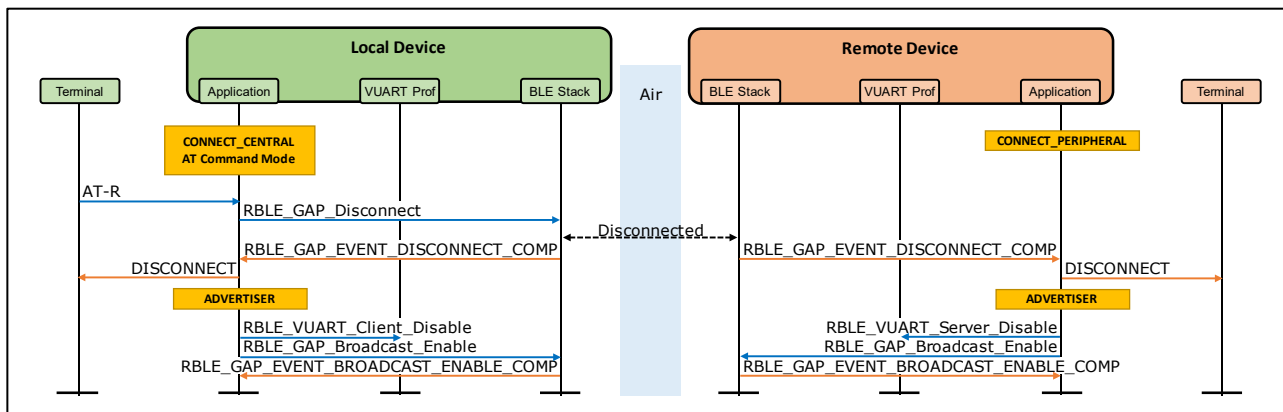 Local Device
Remote Device
Terminal
Application
VUART Prof
BLE Stack
Air
BLE Stack
VUART Prof
Application
Terminal
CONNECT_CENTRAL
AT Command Mode
CONNECT_PERIPHERAL
AT-R
RBLE_GAP_Disconnect
Disconnected
RBLE_GAP_EVENT_DISCONNECT_COMP
RBLE_GAP_EVENT_DISCONNECT_COMP
DISCONNECT
DISCONNECT
ADVERTISER
ADVERTISER
RBLE_VUART_Client_Disable
RBLE_VUART_Server_Disable
RBLE_GAP_Broadcast_Enable
RBLE_GAP_Broadcast_Enable
RBLE_GAP_EVENT_BROADCAST_ENABLE_COMP
RBLE_GAP_EVENT_BROADCAST_ENABLE_COMP